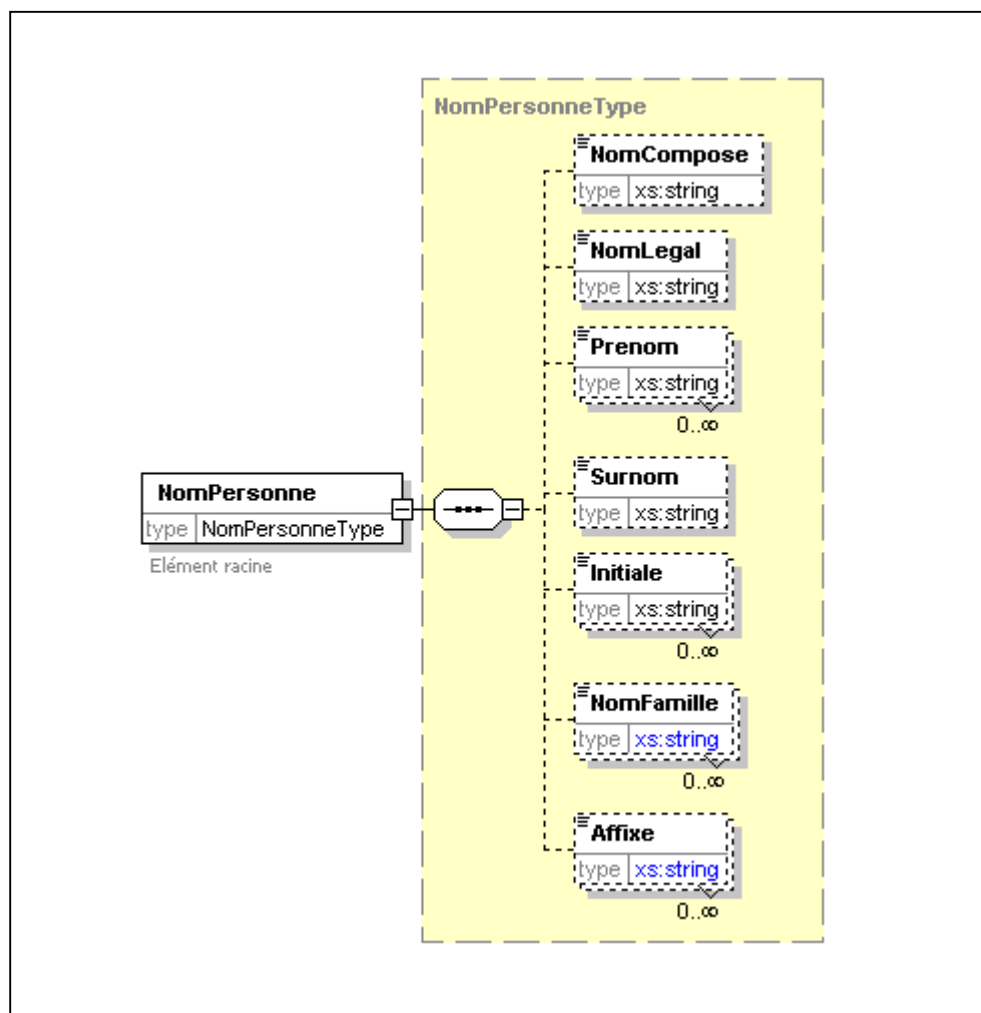 NomPersonneType
NomCompose
type xs:string
NomLegal
type xs:string
Prenom
type xs:string
0..∞
NomPersonne
type NomPersonneType
Elément racine
Surnom
type xs:string
Initiale
type xs:string
0..∞
NomFamille
type xs:string
0..∞
Affixe
type xs:string
0..∞